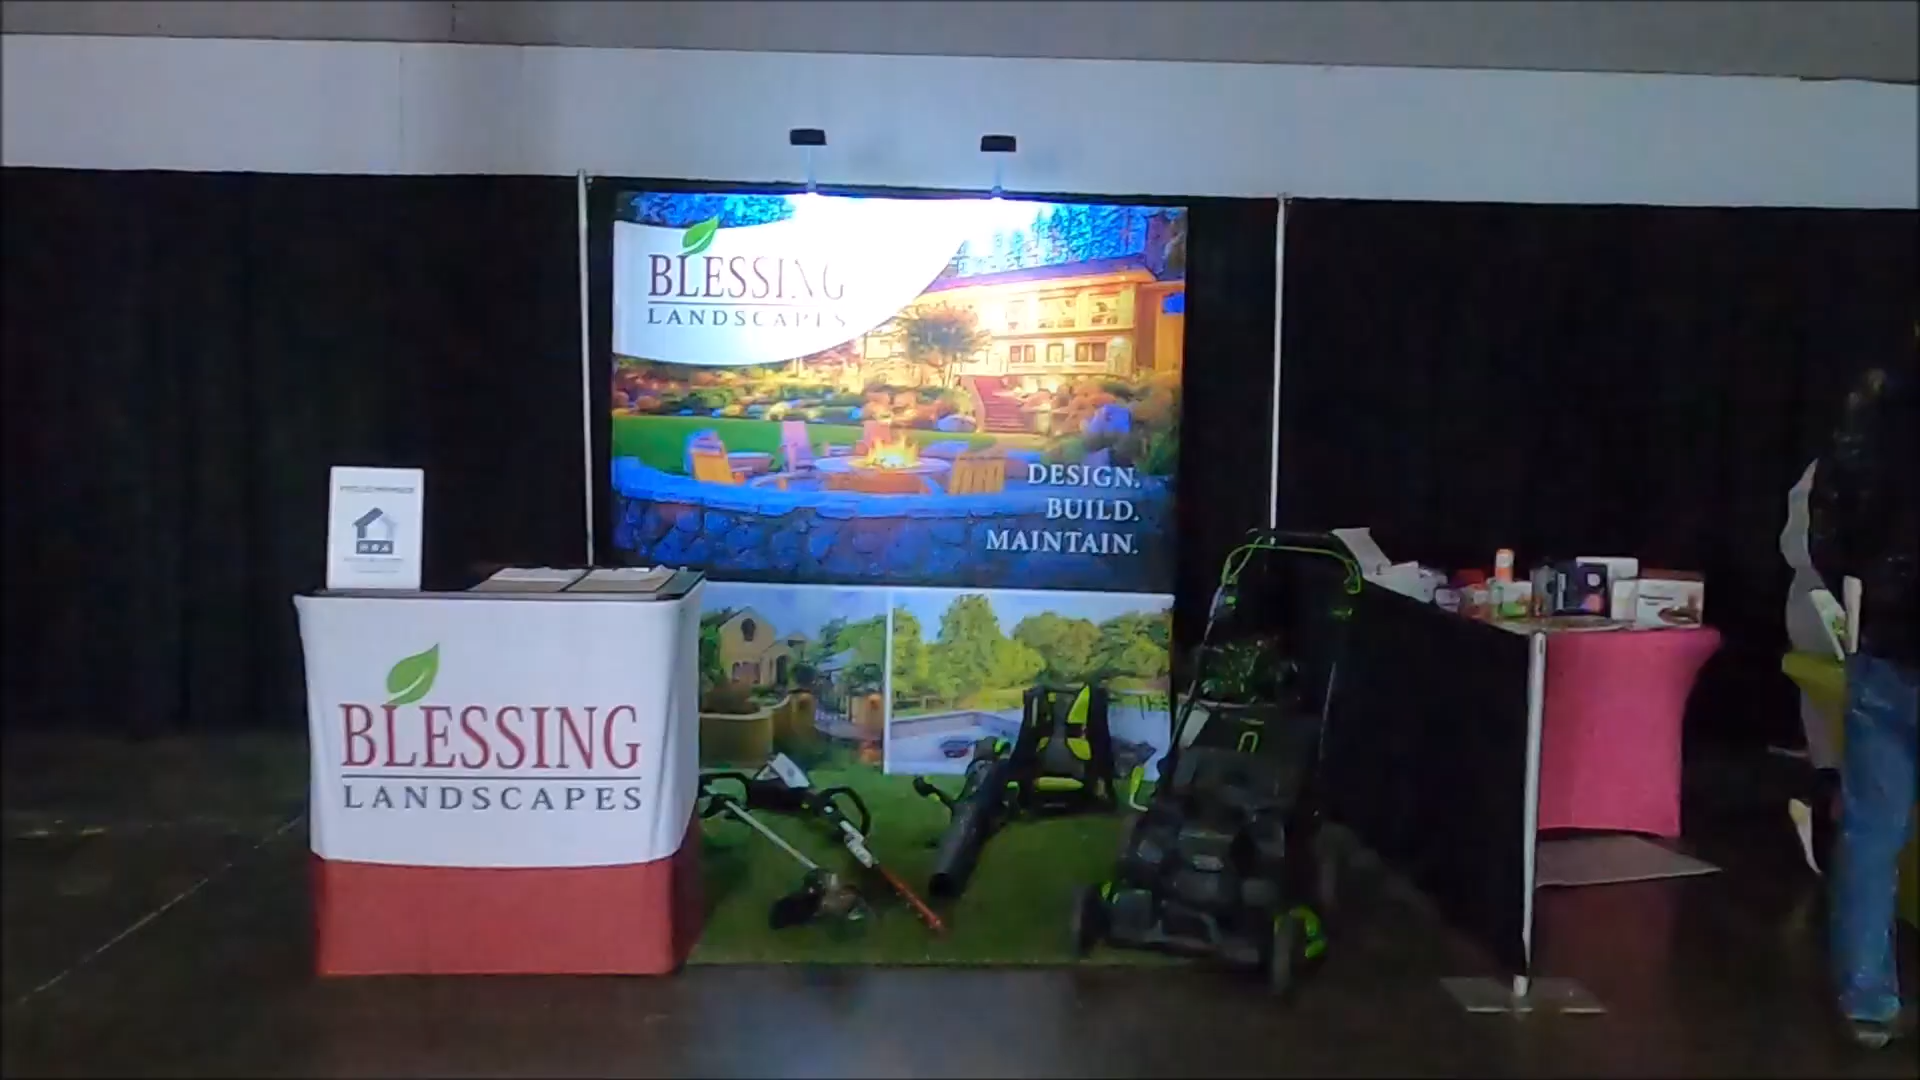 BLESSING
LANDSCAPES
DESIGN.
BUILD.
MAINTAIN.
BLESSING
LANDSCAPES